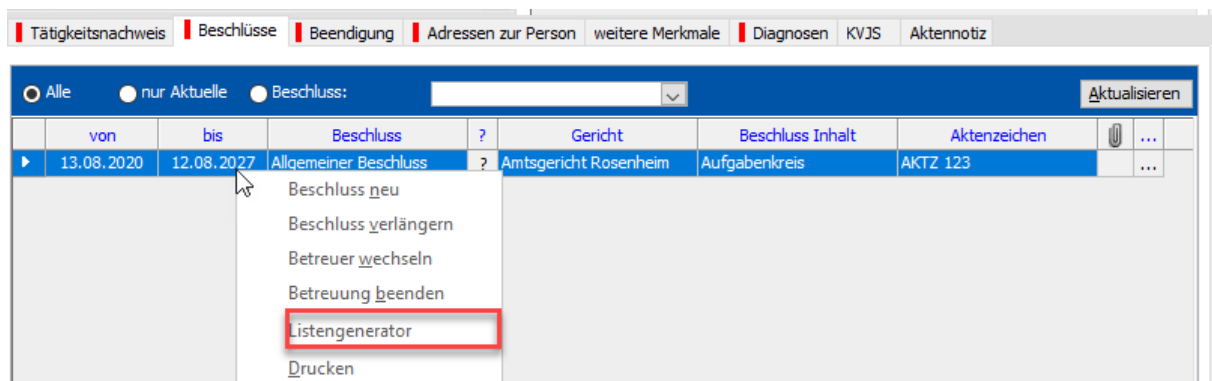 Tätigkeitsnachweis Beschlüsse Beendigung Adressen zur Person weitere Merkmale Diagnosen KVJS Aktennotiz
Alle nur Aktuelle Beschluss: Aktualisieren
von bis Beschluss ? Gericht Beschluss Inhalt Aktenzeichen ...
13.08.2020 12.08.2027 Allgemeiner Beschluss ? Amtsgericht Rosenheim Aufgabenkreis AKTZ 123 ...
Beschluss neu
Beschluss verlängern
Betreuer wechseln
Betreuung beenden
Listengenerator
Drucken